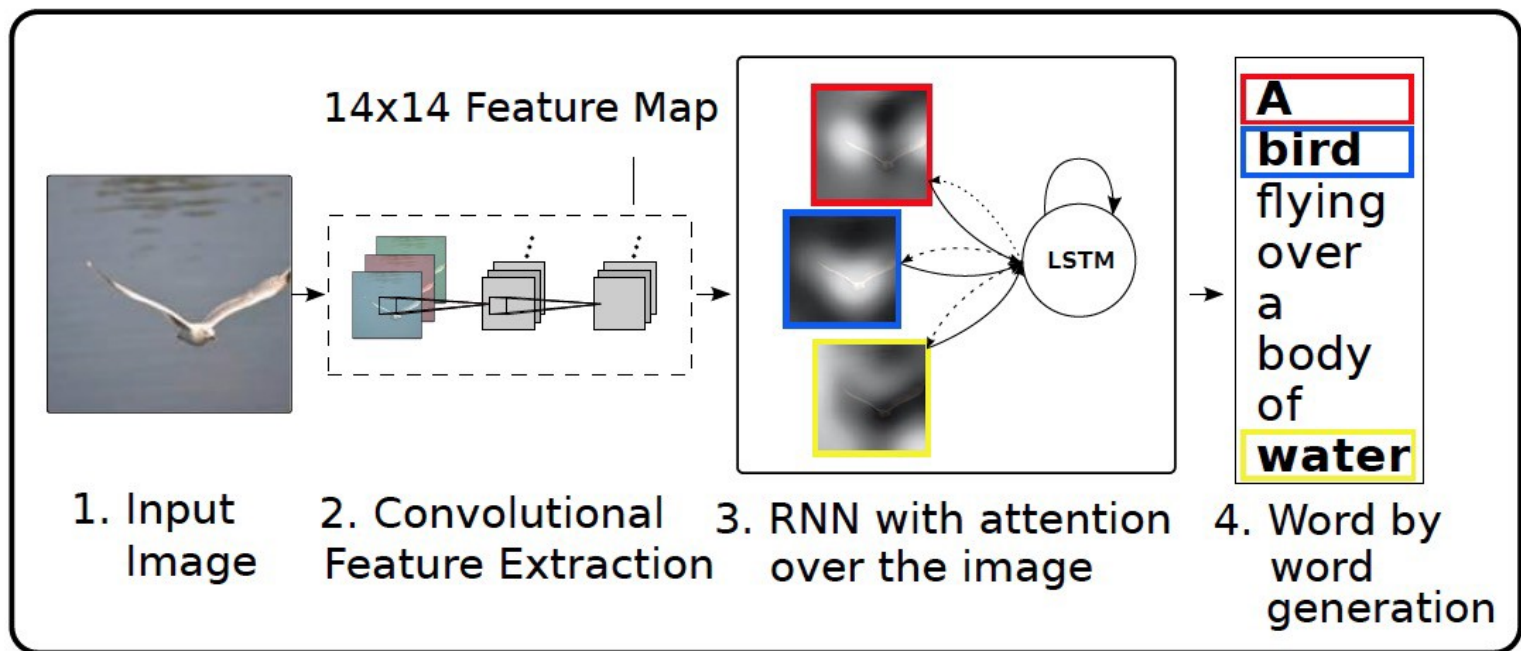 14x14 Feature Map
LSTM
A
bird
flying
over
a
body
of
water
1. Input
Image
2. Convolutional
Feature Extraction
3. RNN with attention
over the image
4. Word by
word
generation